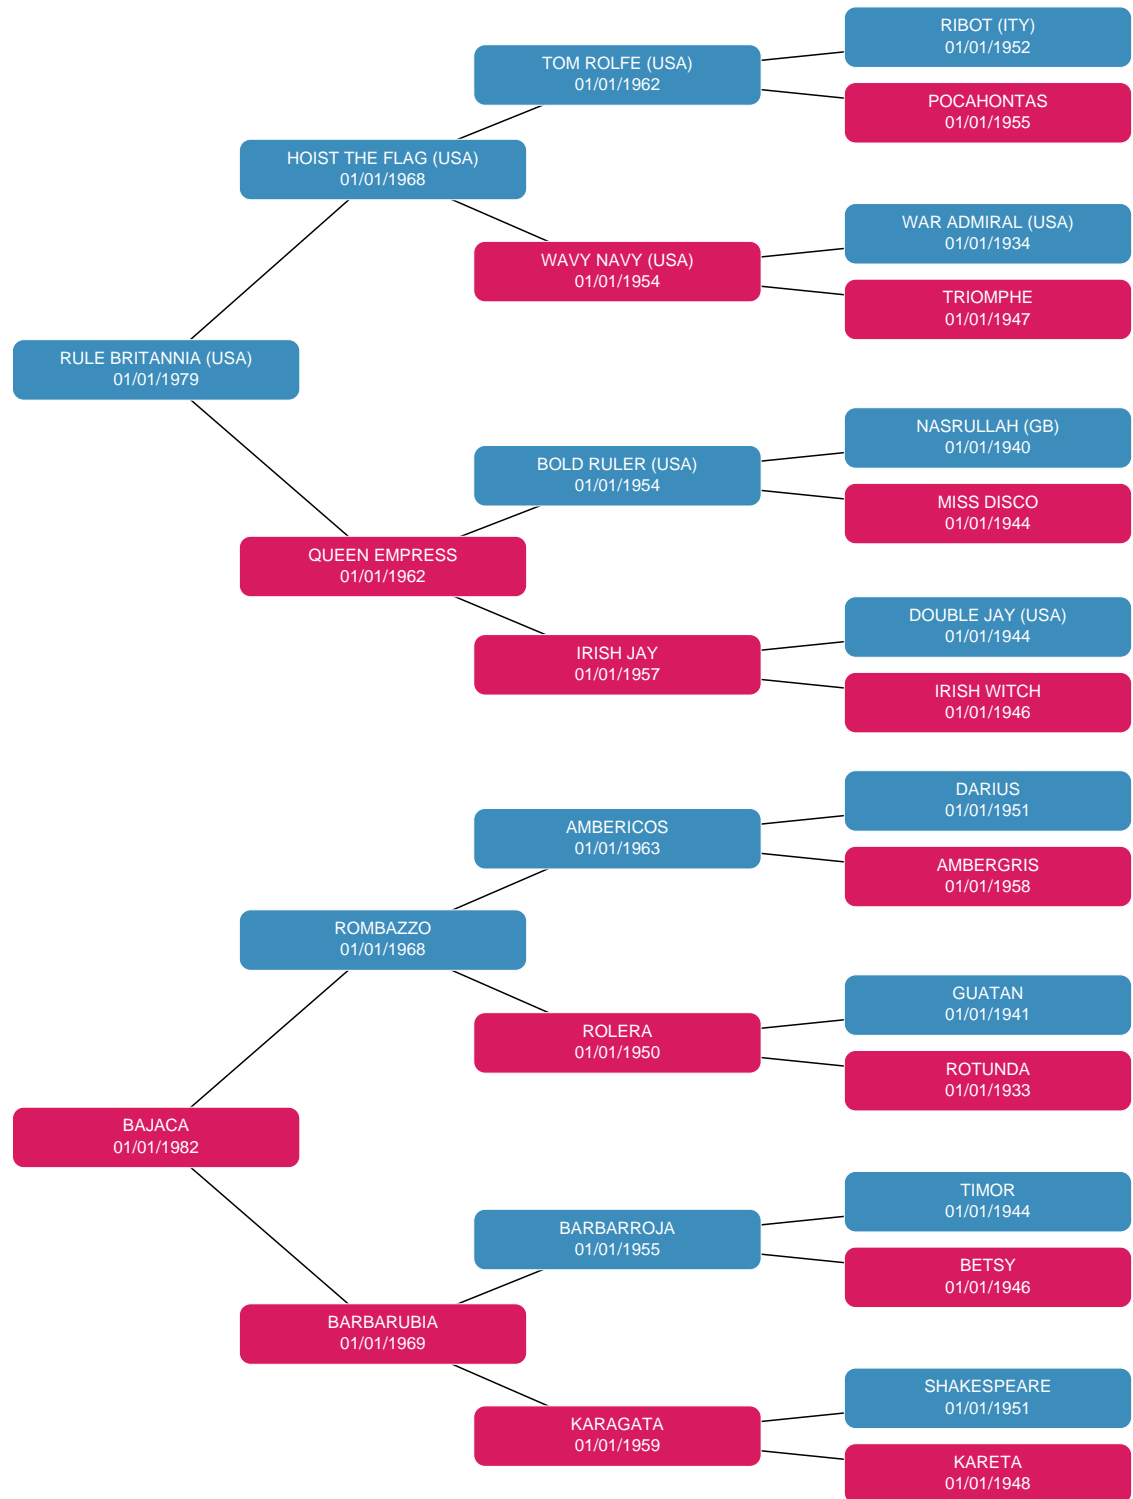 RIBOT (ITY)
01/01/1952
TOM ROLFE (USA)
01/01/1962
POCAHONTAS
01/01/1955
HOIST THE FLAG (USA)
01/01/1968
WAR ADMIRAL (USA)
01/01/1934
WAVY NAVY (USA)
01/01/1954
TRIOMPHE
01/01/1947
RULE BRITANNIA (USA)
01/01/1979
NASRULLAH (GB)
01/01/1940
BOLD RULER (USA)
01/01/1954
MISS DISCO
01/01/1944
QUEEN EMPRESS
01/01/1962
DOUBLE JAY (USA)
01/01/1944
IRISH JAY
01/01/1957
IRISH WITCH
01/01/1946
DARIUS
01/01/1951
AMBERICOS
01/01/1963
AMBERGRIS
01/01/1958
ROMBAZZO
01/01/1968
GUATAN
01/01/1941
ROLERA
01/01/1950
ROTUNDA
01/01/1933
BAJACA
01/01/1982
TIMOR
01/01/1944
BARBARROJA
01/01/1955
BETSY
01/01/1946
BARBARUBIA
01/01/1969
SHAKESPEARE
01/01/1951
KARAGATA
01/01/1959
KARETA
01/01/1948